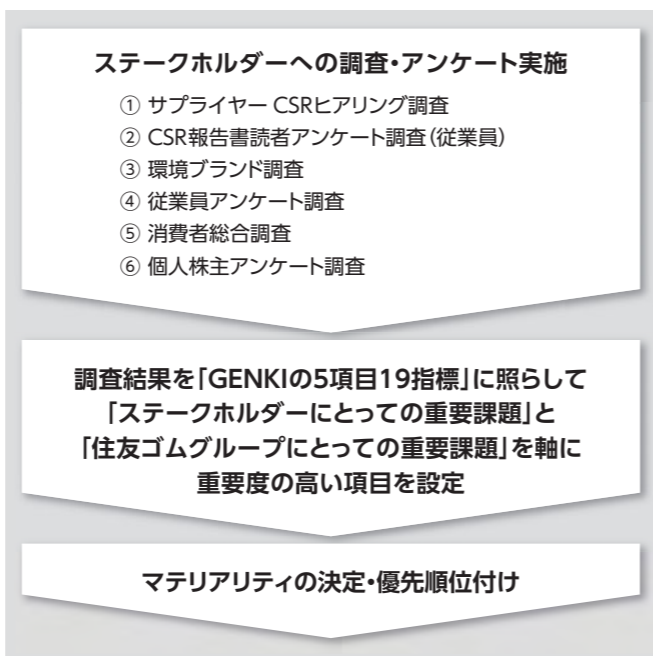 ステークホルダーへの調査・アンケート実施
① サプライヤー CSRヒアリング調査
② CSR報告書読者アンケート調査（従業員）
③ 環境ブランド調査
④ 従業員アンケート調査
⑤ 消費者総合調査
⑥ 個人株主アンケート調査
調査結果を「GENKIの5項目19指標」に照らして
「ステークホルダーにとっての重要課題」と
「住友ゴムグループにとっての重要課題」を軸に
重要度の高い項目を設定
マテリアリティの決定・優先順位付け